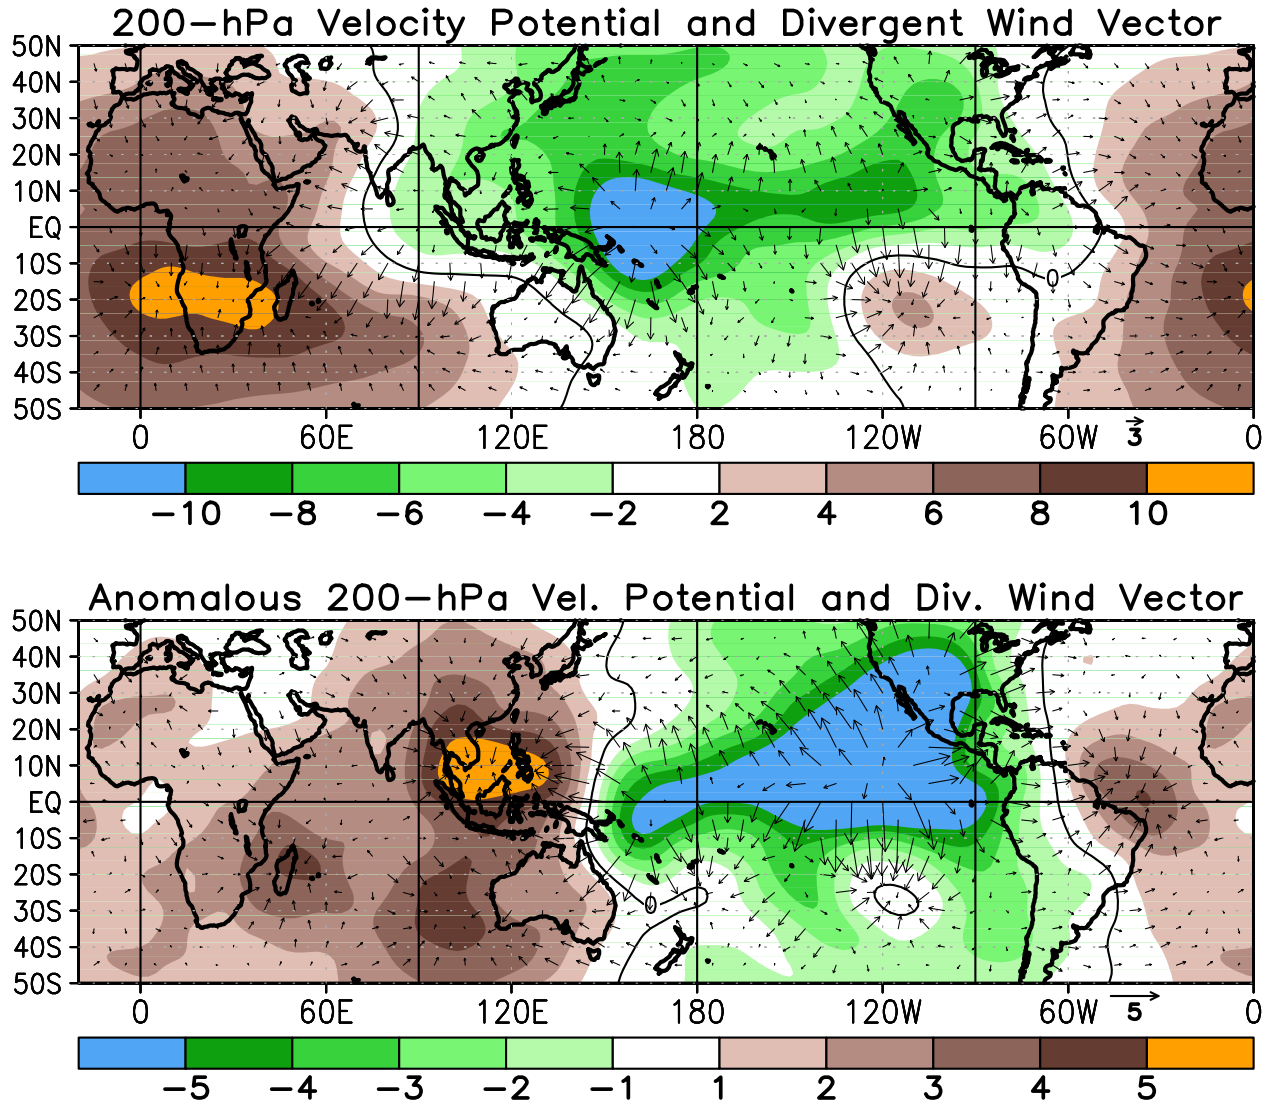 200-hPa Velocity Potential and Divergent Wind Vector
50N
40N
30N
20N
10N
EQ
10S
20S
30S
40S
50S
0
0 60E 120E 180 120W 60W 3 0
-10 -8 -6 -4 -2 2 4 6 8 10
Anomalous 200-hPa Vel. Potential and Div. Wind Vector
50N
40N
30N
20N
10N
EQ
10S
20S
30S
40S
50S
0
0 60E 120E 180 120W 60W 5 0
-5 -4 -3 -2 -1 1 2 3 4 5